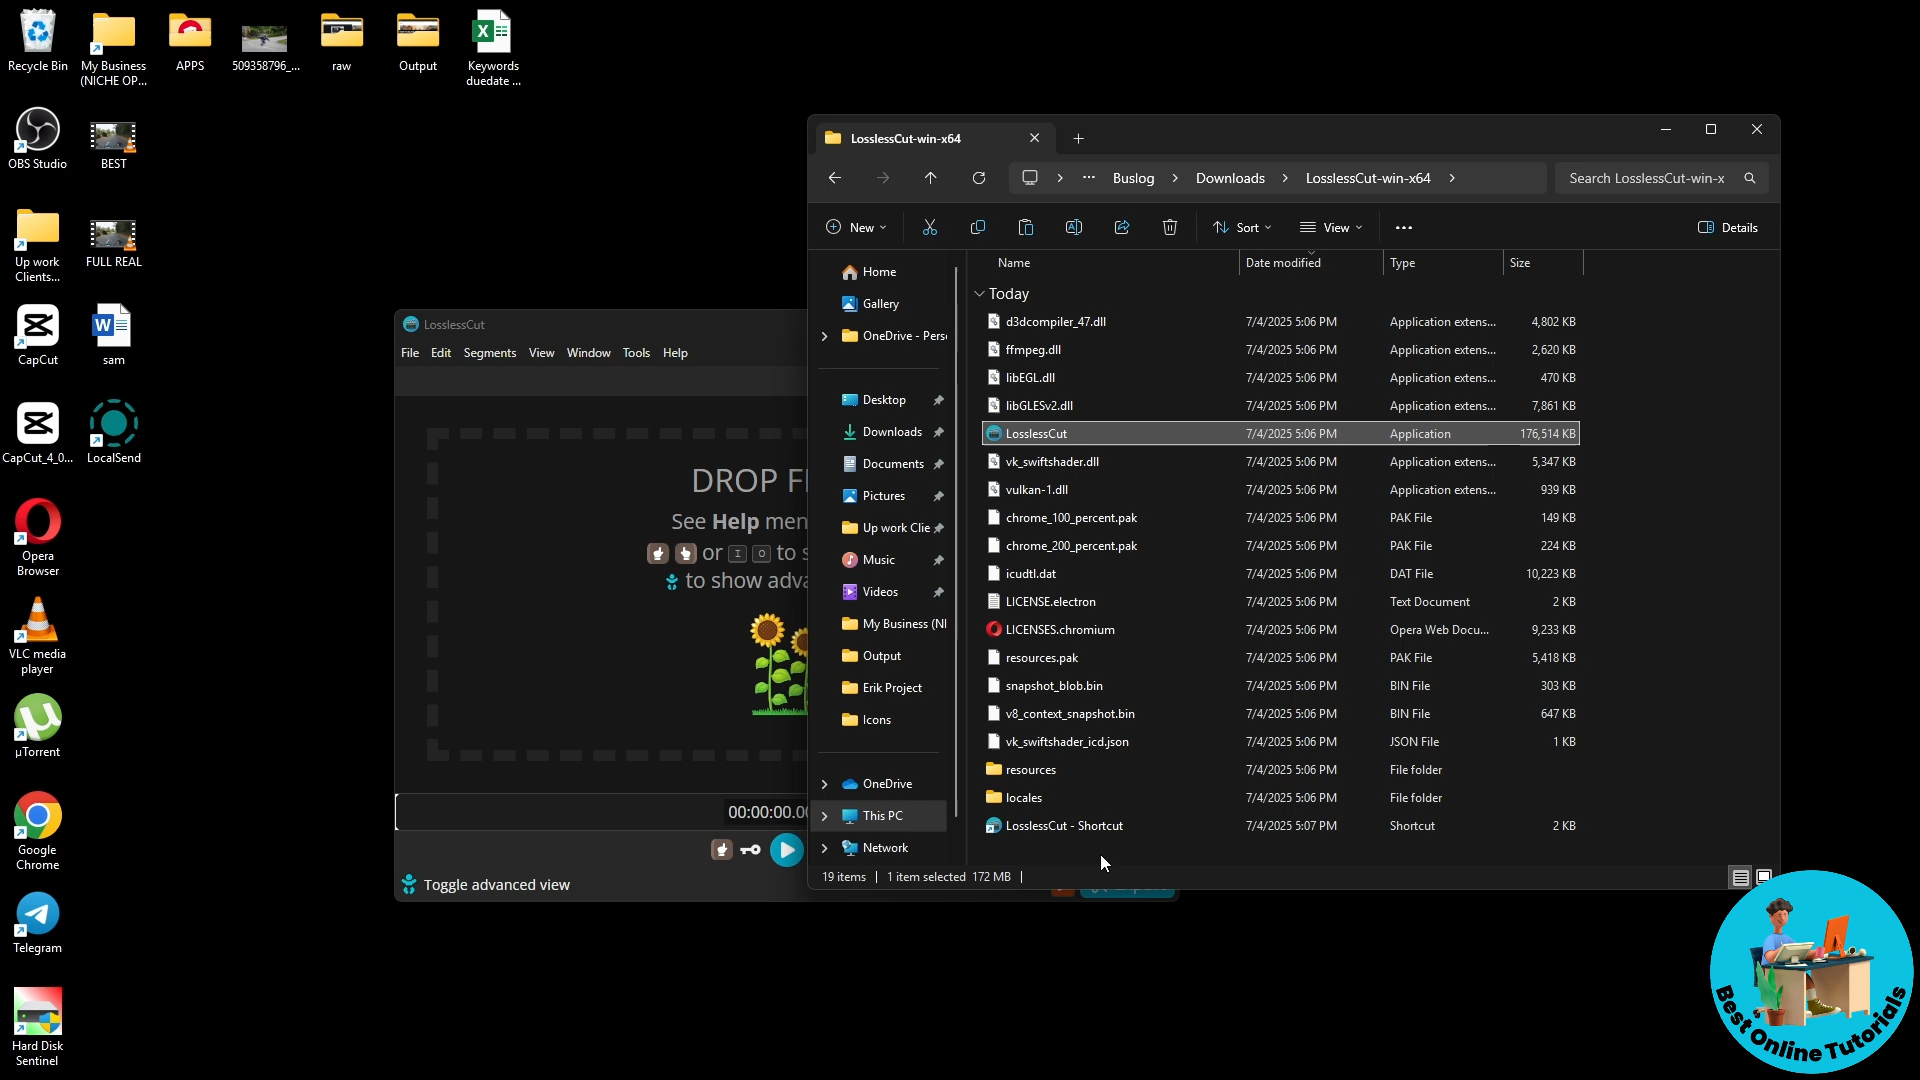 Recycle Bin
My Business
(NICHE OP...
APPS
509358796_...
raw
Output
Keywords
duedate ...
OBS Studio
BEST
Up work
Clients...
FULL REAL
CapCut
sam
CapCut_4_0...
LocalSend
Opera
Browser
VLC media
player
µTorrent
Google
Chrome
Telegram
Hard Disk
Sentinel
LosslessCut
File Edit Segments View Window Tools Help
DROP F
See Help men
or I O to s
to show adva
00:00:00.00
Toggle advanced view
LosslessCut-win-x64
... Buslog > Downloads > LosslessCut-win-x64 >
Search LosslessCut-win-x
New
Sort
View
...
Details
Home
Gallery
OneDrive - Pers
Desktop
Downloads
Documents
Pictures
Up work Clie
Music
Videos
My Business (NI
Output
Erik Project
Icons
OneDrive
This PC
Network
Name Date modified Type Size
Today
d3dcompiler_47.dll 7/4/2025 5:06 PM Application extens... 4,802 KB
ffmpeg.dll 7/4/2025 5:06 PM Application extens... 2,620 KB
libEGL.dll 7/4/2025 5:06 PM Application extens... 470 KB
libGLESv2.dll 7/4/2025 5:06 PM Application extens... 7,861 KB
LosslessCut 7/4/2025 5:06 PM Application 176,514 KB
vk_swiftshader.dll 7/4/2025 5:06 PM Application extens... 5,347 KB
vulkan-1.dll 7/4/2025 5:06 PM Application extens... 939 KB
chrome_100_percent.pak 7/4/2025 5:06 PM PAK File 149 KB
chrome_200_percent.pak 7/4/2025 5:06 PM PAK File 224 KB
icudtl.dat 7/4/2025 5:06 PM DAT File 10,223 KB
LICENSE.electron 7/4/2025 5:06 PM Text Document 2 KB
LICENSES.chromium 7/4/2025 5:06 PM Opera Web Docu... 9,233 KB
resources.pak 7/4/2025 5:06 PM PAK File 5,418 KB
snapshot_blob.bin 7/4/2025 5:06 PM BIN File 303 KB
v8_context_snapshot.bin 7/4/2025 5:06 PM BIN File 647 KB
vk_swiftshader_icd.json 7/4/2025 5:06 PM JSON File 1 KB
resources 7/4/2025 5:06 PM File folder
locales 7/4/2025 5:06 PM File folder
LosslessCut - Shortcut 7/4/2025 5:07 PM Shortcut 2 KB
19 items | 1 item selected 172 MB |
Best Online Tutorials